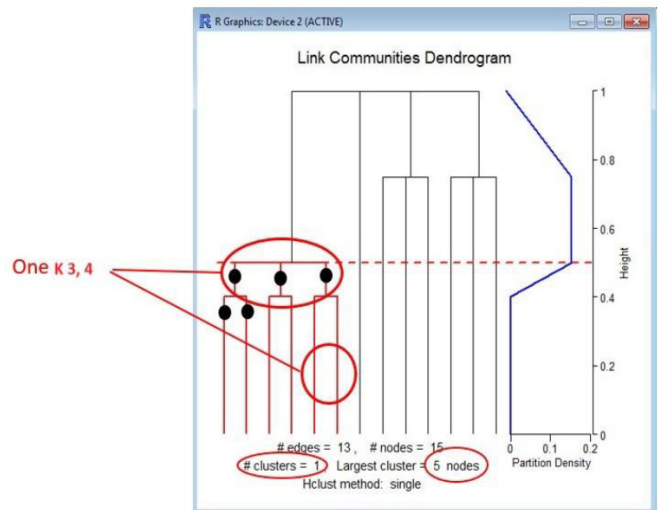 R Graphics: Device 2 (ACTIVE)
Link Communities Dendrogram
One K 3, 4
1
0.8
0.6
0.4
0.2
0
Height
0 0.1 0.2
Partition Density
# edges = 13 , # nodes = 15
# clusters = 1 , Largest cluster = 5 nodes
Hclust method: single